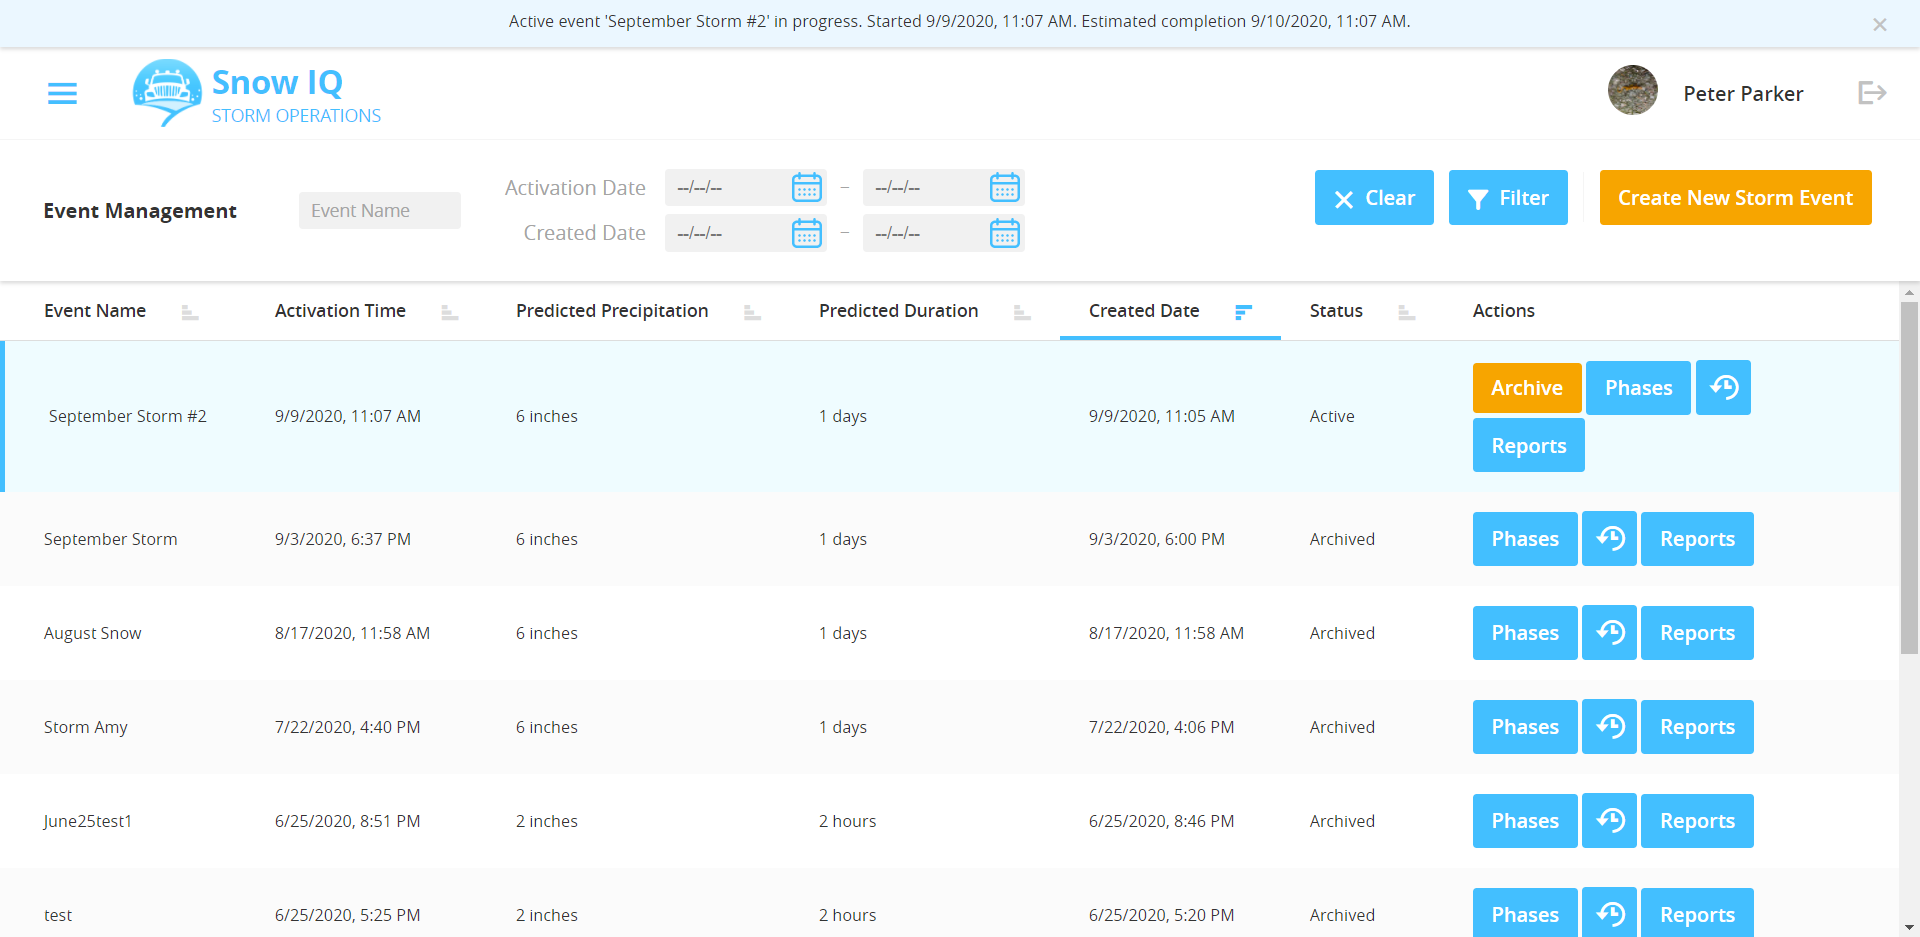 Active event 'September Storm #2' in progress. Started 9/9/2020, 11:07 AM. Estimated completion 9/10/2020, 11:07 AM.
Snow IQ
STORM OPERATIONS
Peter Parker
Event Management
Event Name
Activation Date --/--/-- – --/--/--
Created Date --/--/-- – --/--/--
Clear
Filter
Create New Storm Event
Event Name Activation Time Predicted Precipitation Predicted Duration Created Date Status Actions
September Storm #2 9/9/2020, 11:07 AM 6 inches 1 days 9/9/2020, 11:05 AM Active Archive Phases
Reports
September Storm 9/3/2020, 6:37 PM 6 inches 1 days 9/3/2020, 6:00 PM Archived Phases Reports
August Snow 8/17/2020, 11:58 AM 6 inches 1 days 8/17/2020, 11:58 AM Archived Phases Reports
Storm Amy 7/22/2020, 4:40 PM 6 inches 1 days 7/22/2020, 4:06 PM Archived Phases Reports
June25test1 6/25/2020, 8:51 PM 2 inches 2 hours 6/25/2020, 8:46 PM Archived Phases Reports
test 6/25/2020, 5:25 PM 2 inches 2 hours 6/25/2020, 5:20 PM Archived Phases Reports